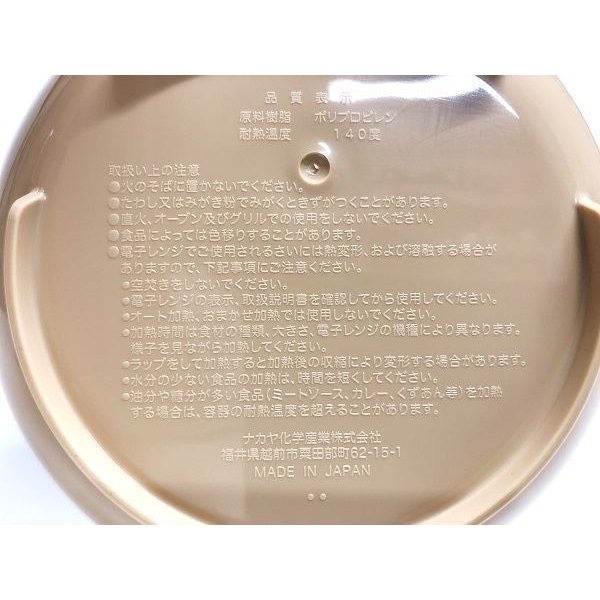 品質表示
原料樹脂 ポリプロピレン
耐熱温度 140度
取扱い上の注意
●火のそばに置かないでください。
●たわし又はみがき粉でみがくときずがつくことがあります。
●直火、オーブン及びグリルでの使用をしないでください。
●食品によっては色移りすることがあります。
●電子レンジでご使用されるさいには熱変形、および溶融する場合が
ありますので、下記事項にご注意ください。
●空焚きをしないでください。
●電子レンジの表示、取扱説明書を確認してから使用してください。
●オート加熱、おまかせ加熱では使用しないでください。
●加熱時間は食材の種類、大きさ、電子レンジの機種により異なります。
様子を見ながら加熱してください。
●ラップをして加熱すると加熱後の収縮により変形する場合があります。
●水分の少ない食品の加熱は、時間を短くしてください。
●油分や糖分が多い食品(ミートソース、カレー、くずあん等)を加熱
する場合は、容器の耐熱温度を超えることがあります。
ナカヤ化学産業株式会社
福井県越前市粟田部町62-15-1
MADE IN JAPAN